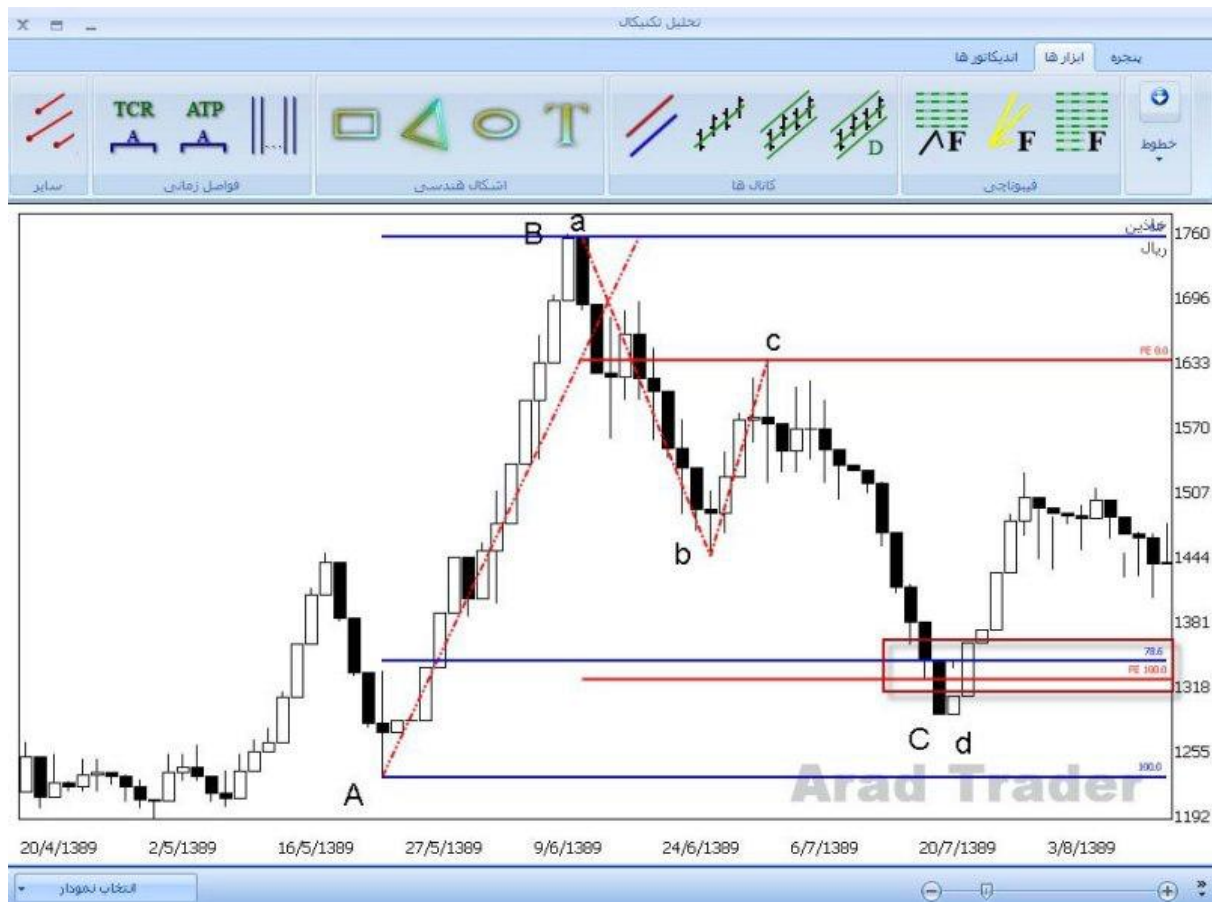 تحلیل تکنیکال
پنجره ابزار ها اندیکاتور ها
خطوط
F F F
D
T
ATP TCR
A A
فیبوناچی
کانال ها
اشکال هندسی
فواصل زمانی
سایر
ریال
B a
c
b
A
C d
FE 0.0
78.6
FE 100.0
100.0
1760
1696
1633
1570
1507
1444
1381
1318
1255
1192
Arad Trader
20/4/1389 2/5/1389 16/5/1389 27/5/1389 9/6/1389 24/6/1389 6/7/1389 20/7/1389 3/8/1389
انتخاب نمودار